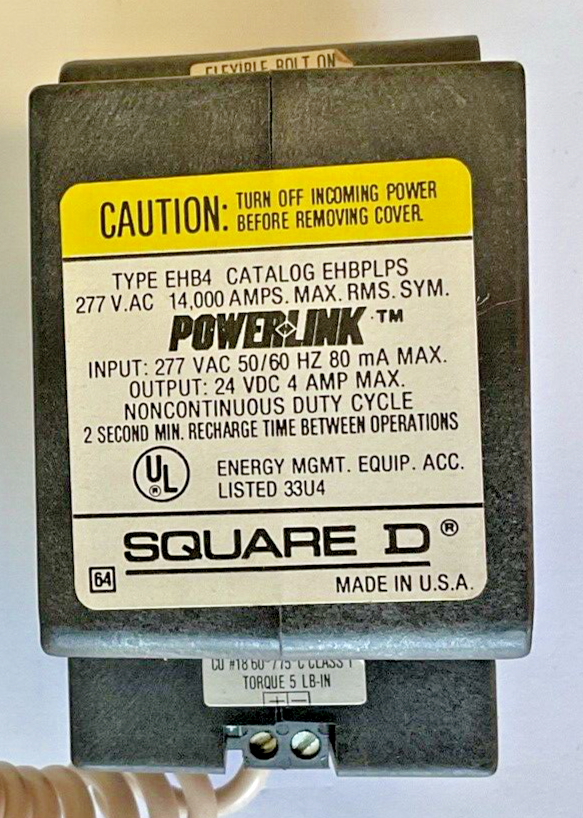 FLEXIBLE BOLT ON
CAUTION: TURN OFF INCOMING POWER
BEFORE REMOVING COVER.
TYPE EHB4 CATALOG EHBPLPS
277 V.AC 14,000 AMPS. MAX. RMS. SYM.
POWERLINK ™
INPUT: 277 VAC 50/60 HZ 80 mA MAX.
OUTPUT: 24 VDC 4 AMP MAX.
NONCONTINUOUS DUTY CYCLE
2 SECOND MIN. RECHARGE TIME BETWEEN OPERATIONS
UL ® ENERGY MGMT. EQUIP. ACC.
LISTED 33U4
SQUARE D ®
64 MADE IN U.S.A.
CU #18 60°/75°C CLASS 1
TORQUE 5 LB-IN
+ −